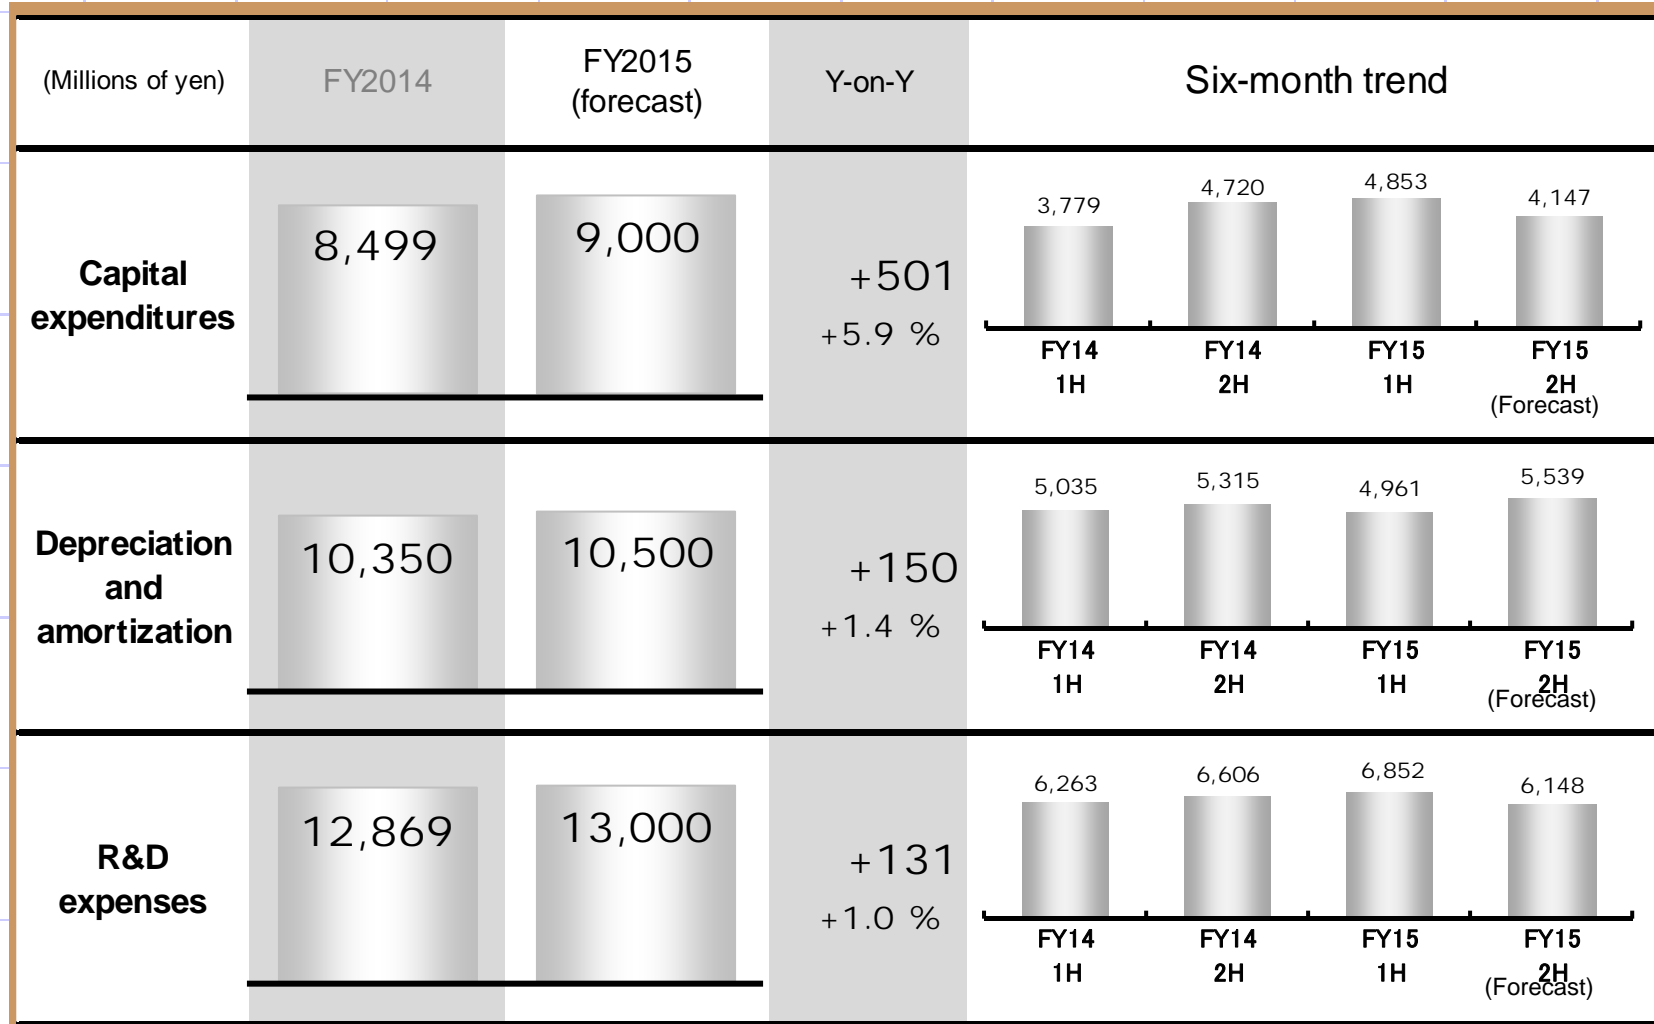 (Millions of yen)
FY2014
FY2015
(forecast)
Y-on-Y
Six-month trend
Capital
expenditures
8,499
9,000
+501
+5.9 %
3,779
4,720
4,853
4,147
FY14
1H
FY14
2H
FY15
1H
FY15
2H
(Forecast)
Depreciation
and
amortization
10,350
10,500
+150
+1.4 %
5,035
5,315
4,961
5,539
FY14
1H
FY14
2H
FY15
1H
FY15
2H
(Forecast)
R&D
expenses
12,869
13,000
+131
+1.0 %
6,263
6,606
6,852
6,148
FY14
1H
FY14
2H
FY15
1H
FY15
2H
(Forecast)